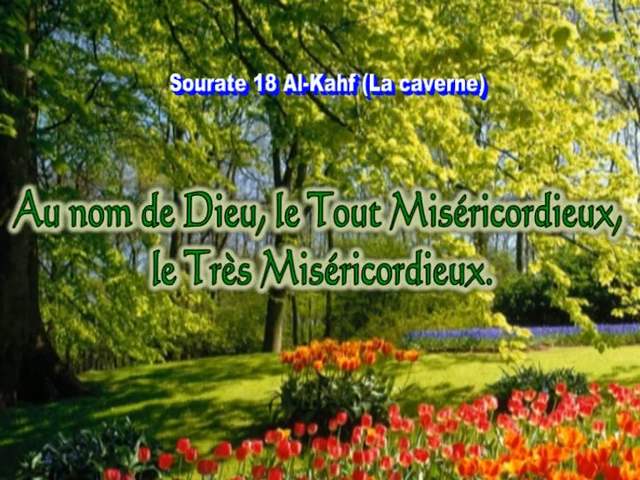 Sourate 18 Al-Kahf (La caverne)
Au nom de Dieu, le Tout Miséricordieux,
le Très Miséricordieux.